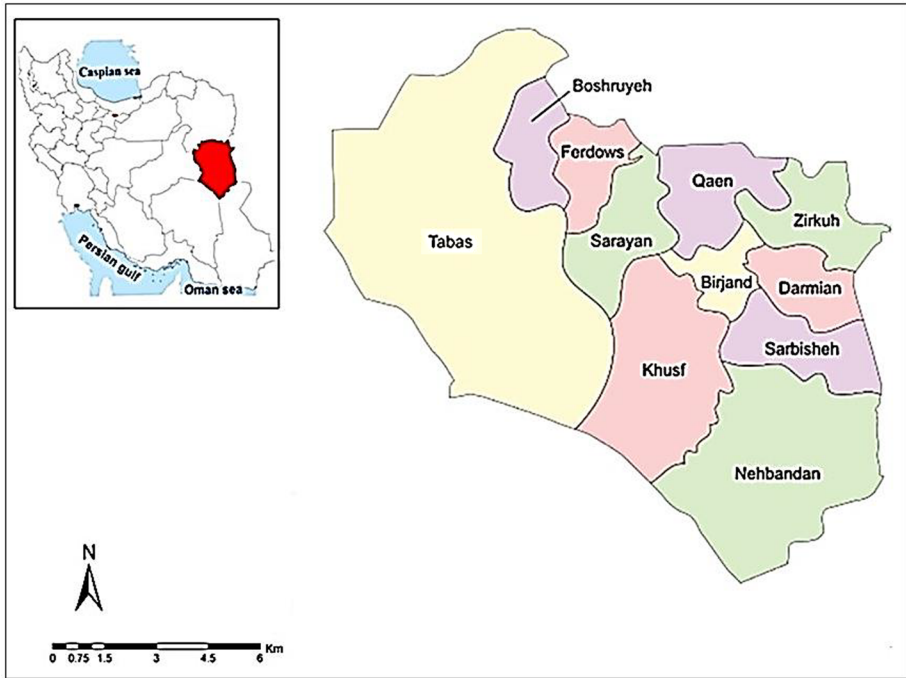 Caspian sea
Persian gulf
Oman sea
Boshruyeh
Ferdows
Qaen
Zirkuh
Tabas
Sarayan
Birjand
Darmian
Sarbisheh
Khusf
Nehbandan
N
Km
0 0.75 1.5 3 4.5 6